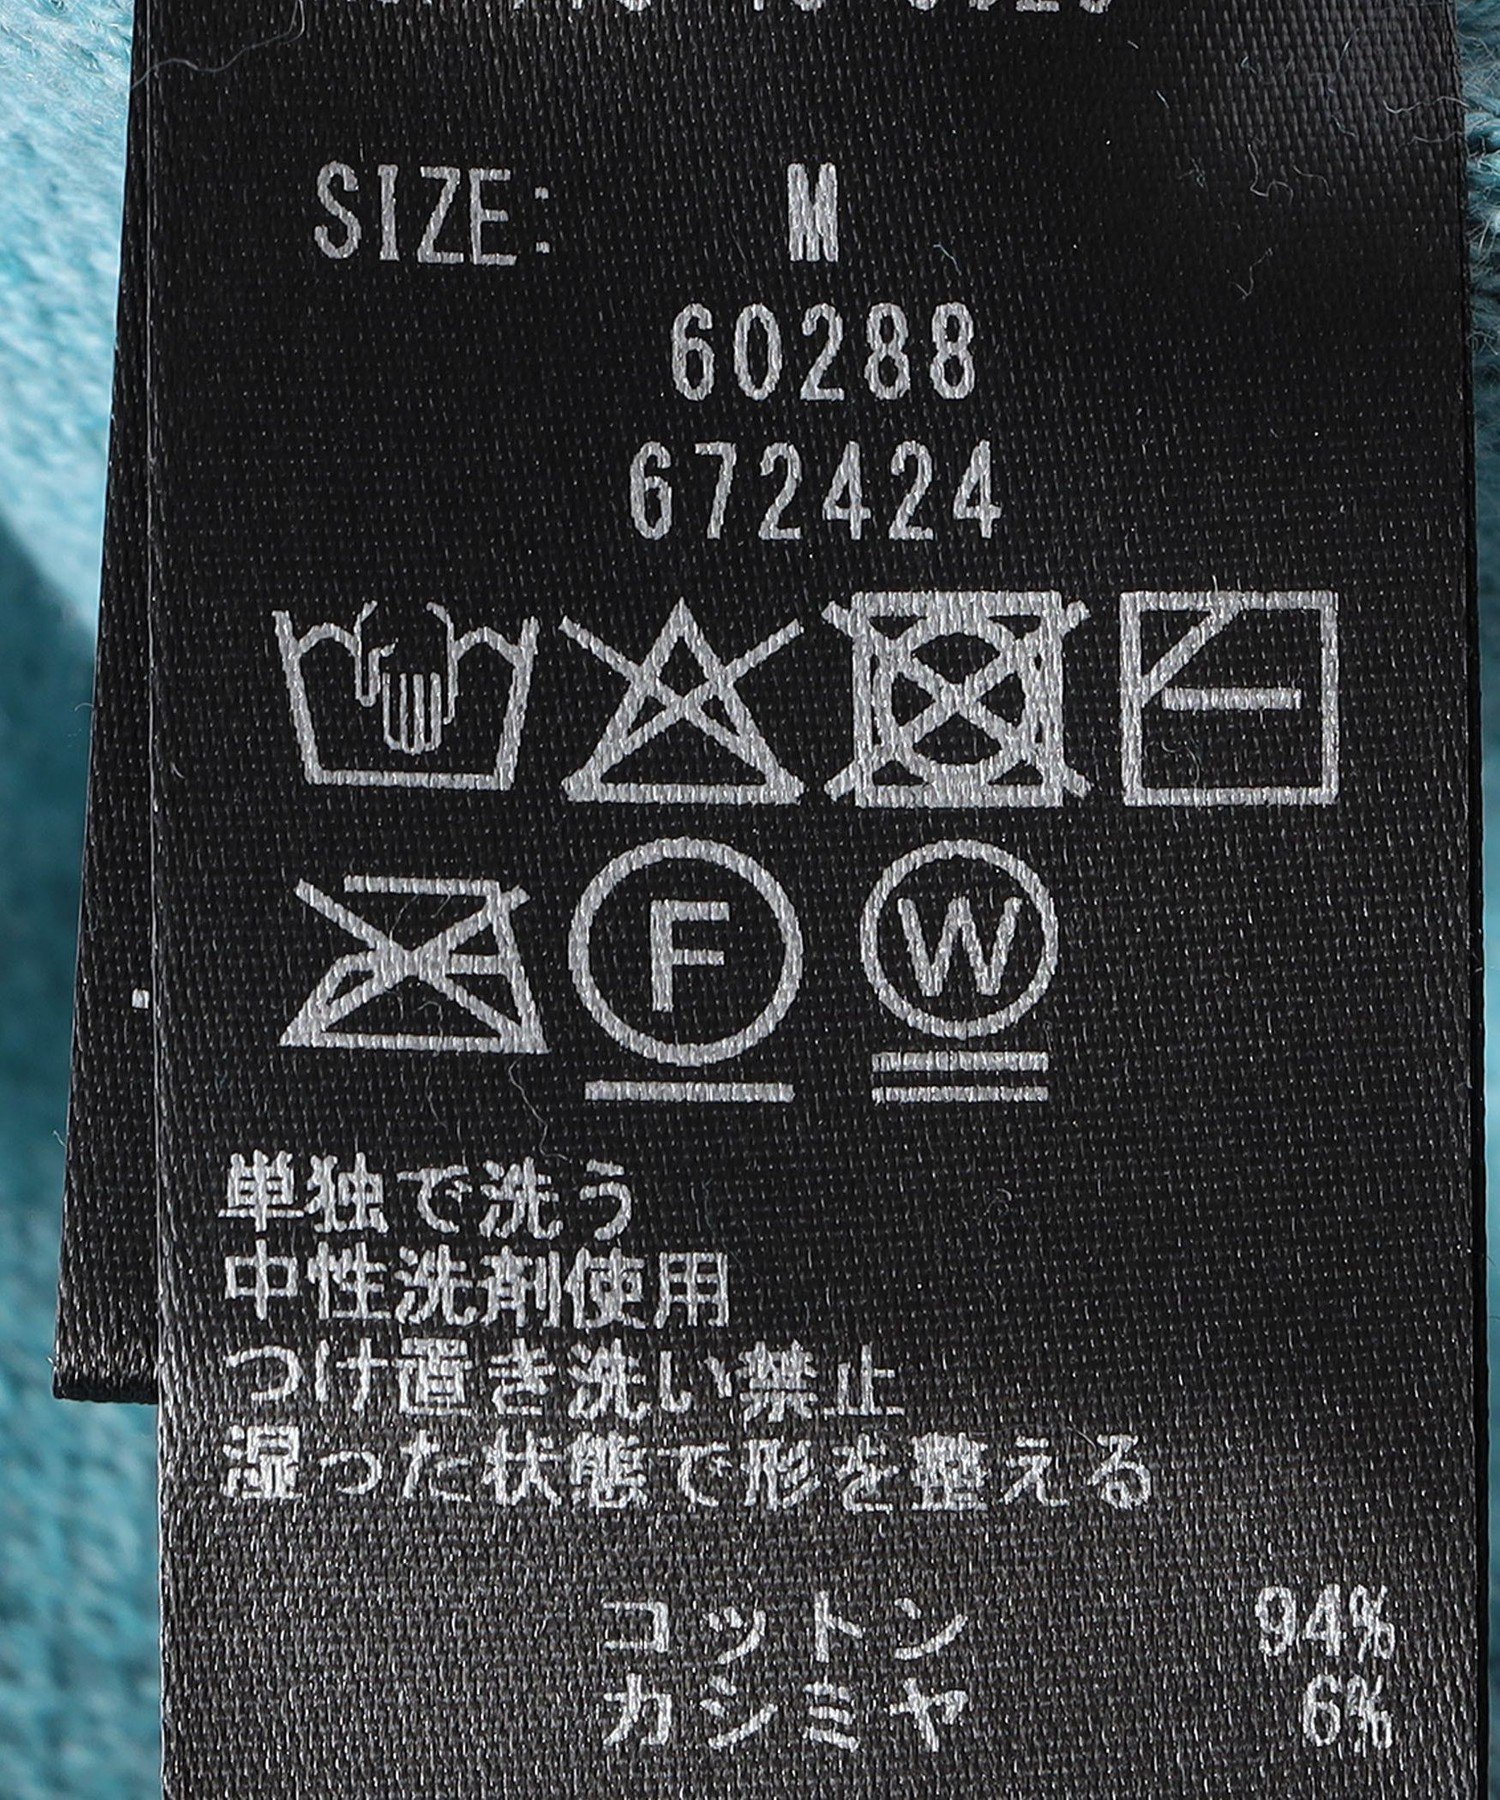 SIZE: M
60288
672424
F W
単独で洗う
中性洗剤使用
つけ置き洗い禁止
湿った状態で形を整える
コットン 94%
カシミヤ 6%